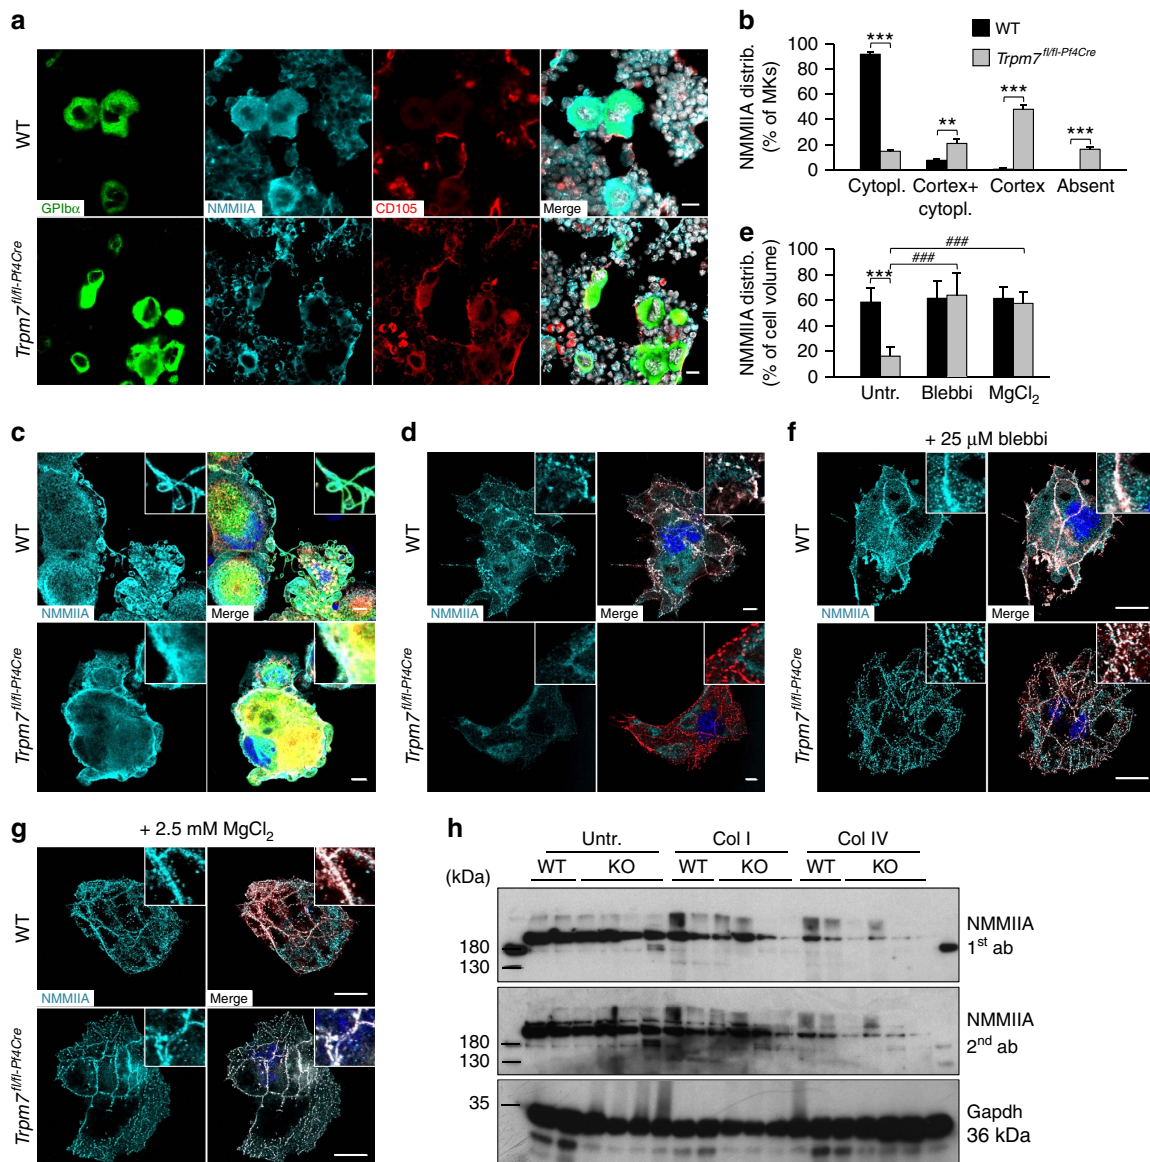 a
WT
Trpm7fl/fl-Pf4Cre
GPIbα
NMMIIA
CD105
Merge
b
WT
Trpm7fl/fl-Pf4Cre
NMMIIA distrib.
(% of MKs)
100
80
60
40
20
0
***
**
***
***
Cytopl.
Cortex+
cytopl.
Cortex
Absent
e
NMMIIA distrib.
(% of cell volume)
100
80
60
40
20
0
***
###
###
Untr.
Blebbi
MgCl2
c
WT
NMMIIA
Merge
Trpm7fl/fl-Pf4Cre
d
WT
NMMIIA
Merge
Trpm7fl/fl-Pf4Cre
f
+ 25 μM blebbi
WT
NMMIIA
Merge
Trpm7fl/fl-Pf4Cre
g
+ 2.5 mM MgCl2
WT
NMMIIA
Merge
Trpm7fl/fl-Pf4Cre
h
Untr.
Col I
Col IV
WT
KO
WT
KO
WT
KO
(kDa)
180
130
NMMIIA
1st ab
180
130
NMMIIA
2nd ab
35
Gapdh
36 kDa